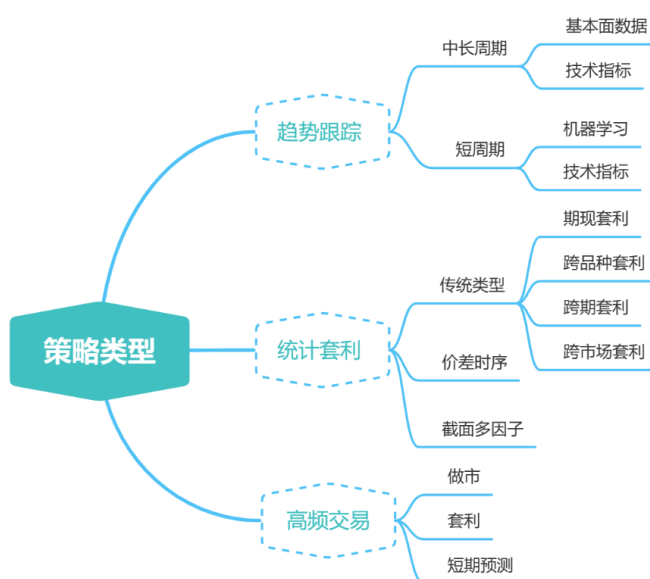 策略类型
趋势跟踪
中长周期
基本面数据
技术指标
短周期
机器学习
技术指标
统计套利
传统类型
期现套利
跨品种套利
跨期套利
跨市场套利
价差时序
截面多因子
高频交易
做市
套利
短期预测